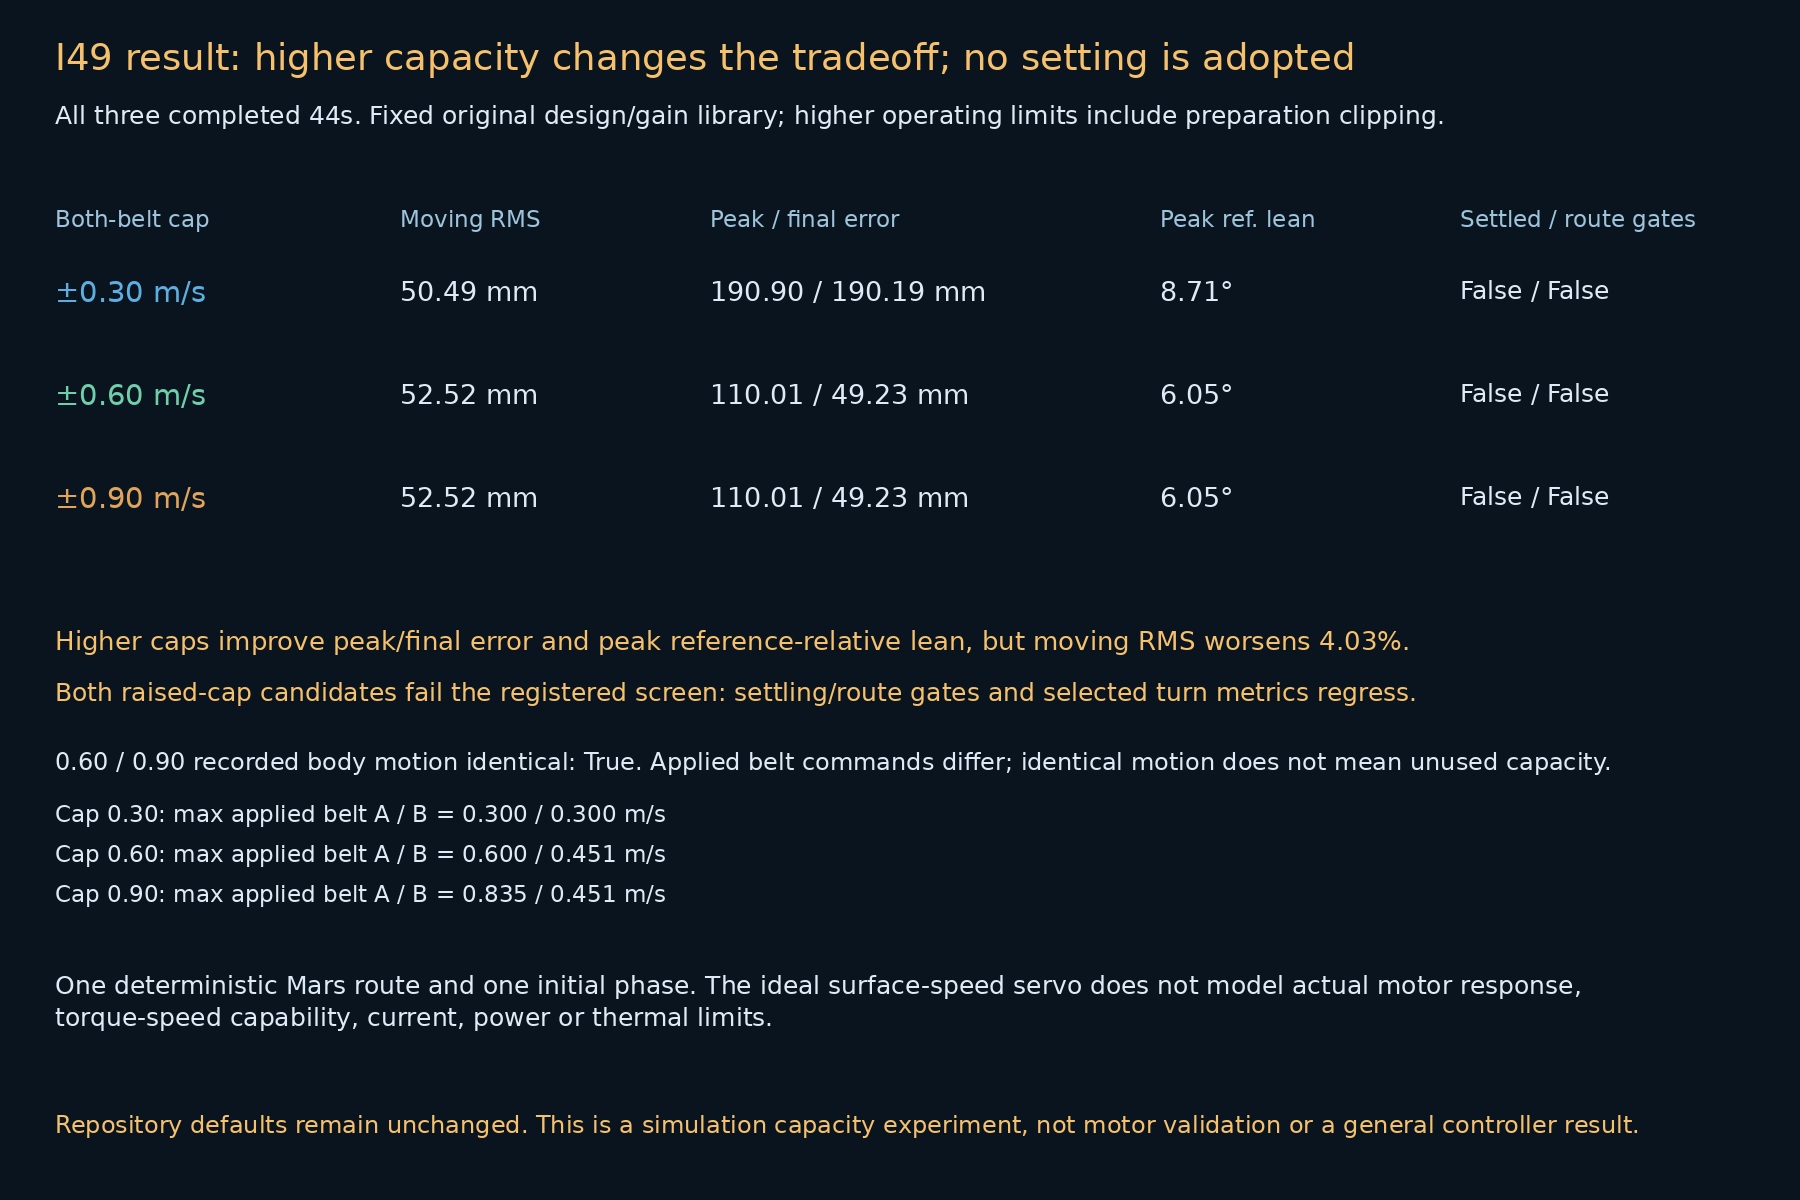 I49 result: higher capacity changes the tradeoff; no setting is adopted
All three completed 44s. Fixed original design/gain library; higher operating limits include preparation clipping.
Both-belt cap Moving RMS Peak / final error Peak ref. lean Settled / route gates
±0.30 m/s 50.49 mm 190.90 / 190.19 mm 8.71° False / False
±0.60 m/s 52.52 mm 110.01 / 49.23 mm 6.05° False / False
±0.90 m/s 52.52 mm 110.01 / 49.23 mm 6.05° False / False
Higher caps improve peak/final error and peak reference-relative lean, but moving RMS worsens 4.03%.
Both raised-cap candidates fail the registered screen: settling/route gates and selected turn metrics regress.
0.60 / 0.90 recorded body motion identical: True. Applied belt commands differ; identical motion does not mean unused capacity.
Cap 0.30: max applied belt A / B = 0.300 / 0.300 m/s
Cap 0.60: max applied belt A / B = 0.600 / 0.451 m/s
Cap 0.90: max applied belt A / B = 0.835 / 0.451 m/s
One deterministic Mars route and one initial phase. The ideal surface-speed servo does not model actual motor response,
torque-speed capability, current, power or thermal limits.
Repository defaults remain unchanged. This is a simulation capacity experiment, not motor validation or a general controller result.